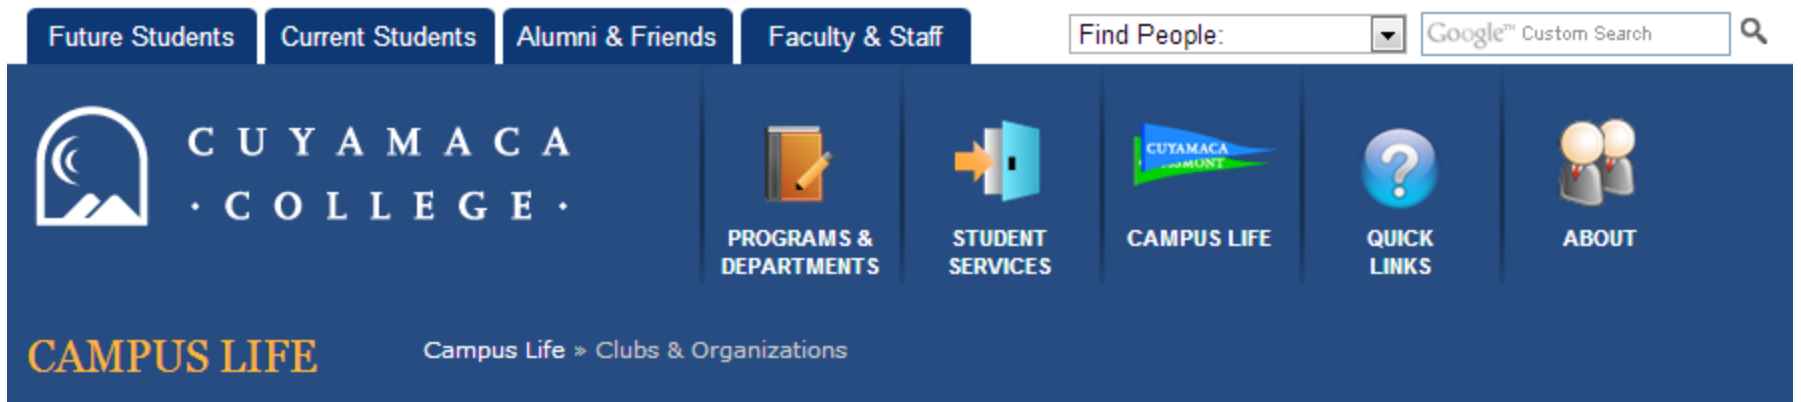 Future Students
Current Students
Alumni & Friends
Faculty & Staff
Find People:
Google™ Custom Search
CUYAMACA
· COLLEGE ·
PROGRAMS &
DEPARTMENTS
STUDENT
SERVICES
CUYAMACA
CAMPUS LIFE
QUICK
LINKS
ABOUT
CAMPUS LIFE
Campus Life » Clubs & Organizations